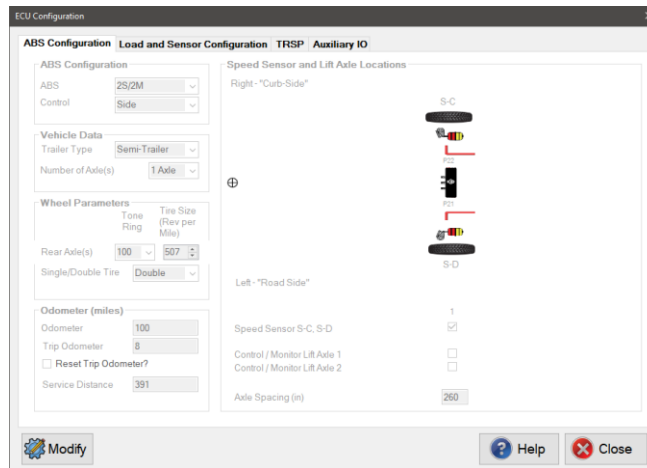 ECU Configuration
ABS Configuration Load and Sensor Configuration TRSP Auxiliary IO
ABS Configuration
ABS 2S/2M
Control Side
Vehicle Data
Trailer Type Semi-Trailer
Number of Axle(s) 1 Axle
Wheel Parameters
Tone Ring
Tire Size (Rev per Mile)
Rear Axle(s) 100 507
Single/Double Tire Double
Odometer (miles)
Odometer 100
Trip Odometer 8
Reset Trip Odometer?
Service Distance 391
Speed Sensor and Lift Axle Locations
Right - "Curb-Side"
S-C
P22
P21
S-D
Left - "Road Side"
1
Speed Sensor S-C, S-D
Control / Monitor Lift Axle 1
Control / Monitor Lift Axle 2
Axle Spacing (in) 260
Modify
Help
Close